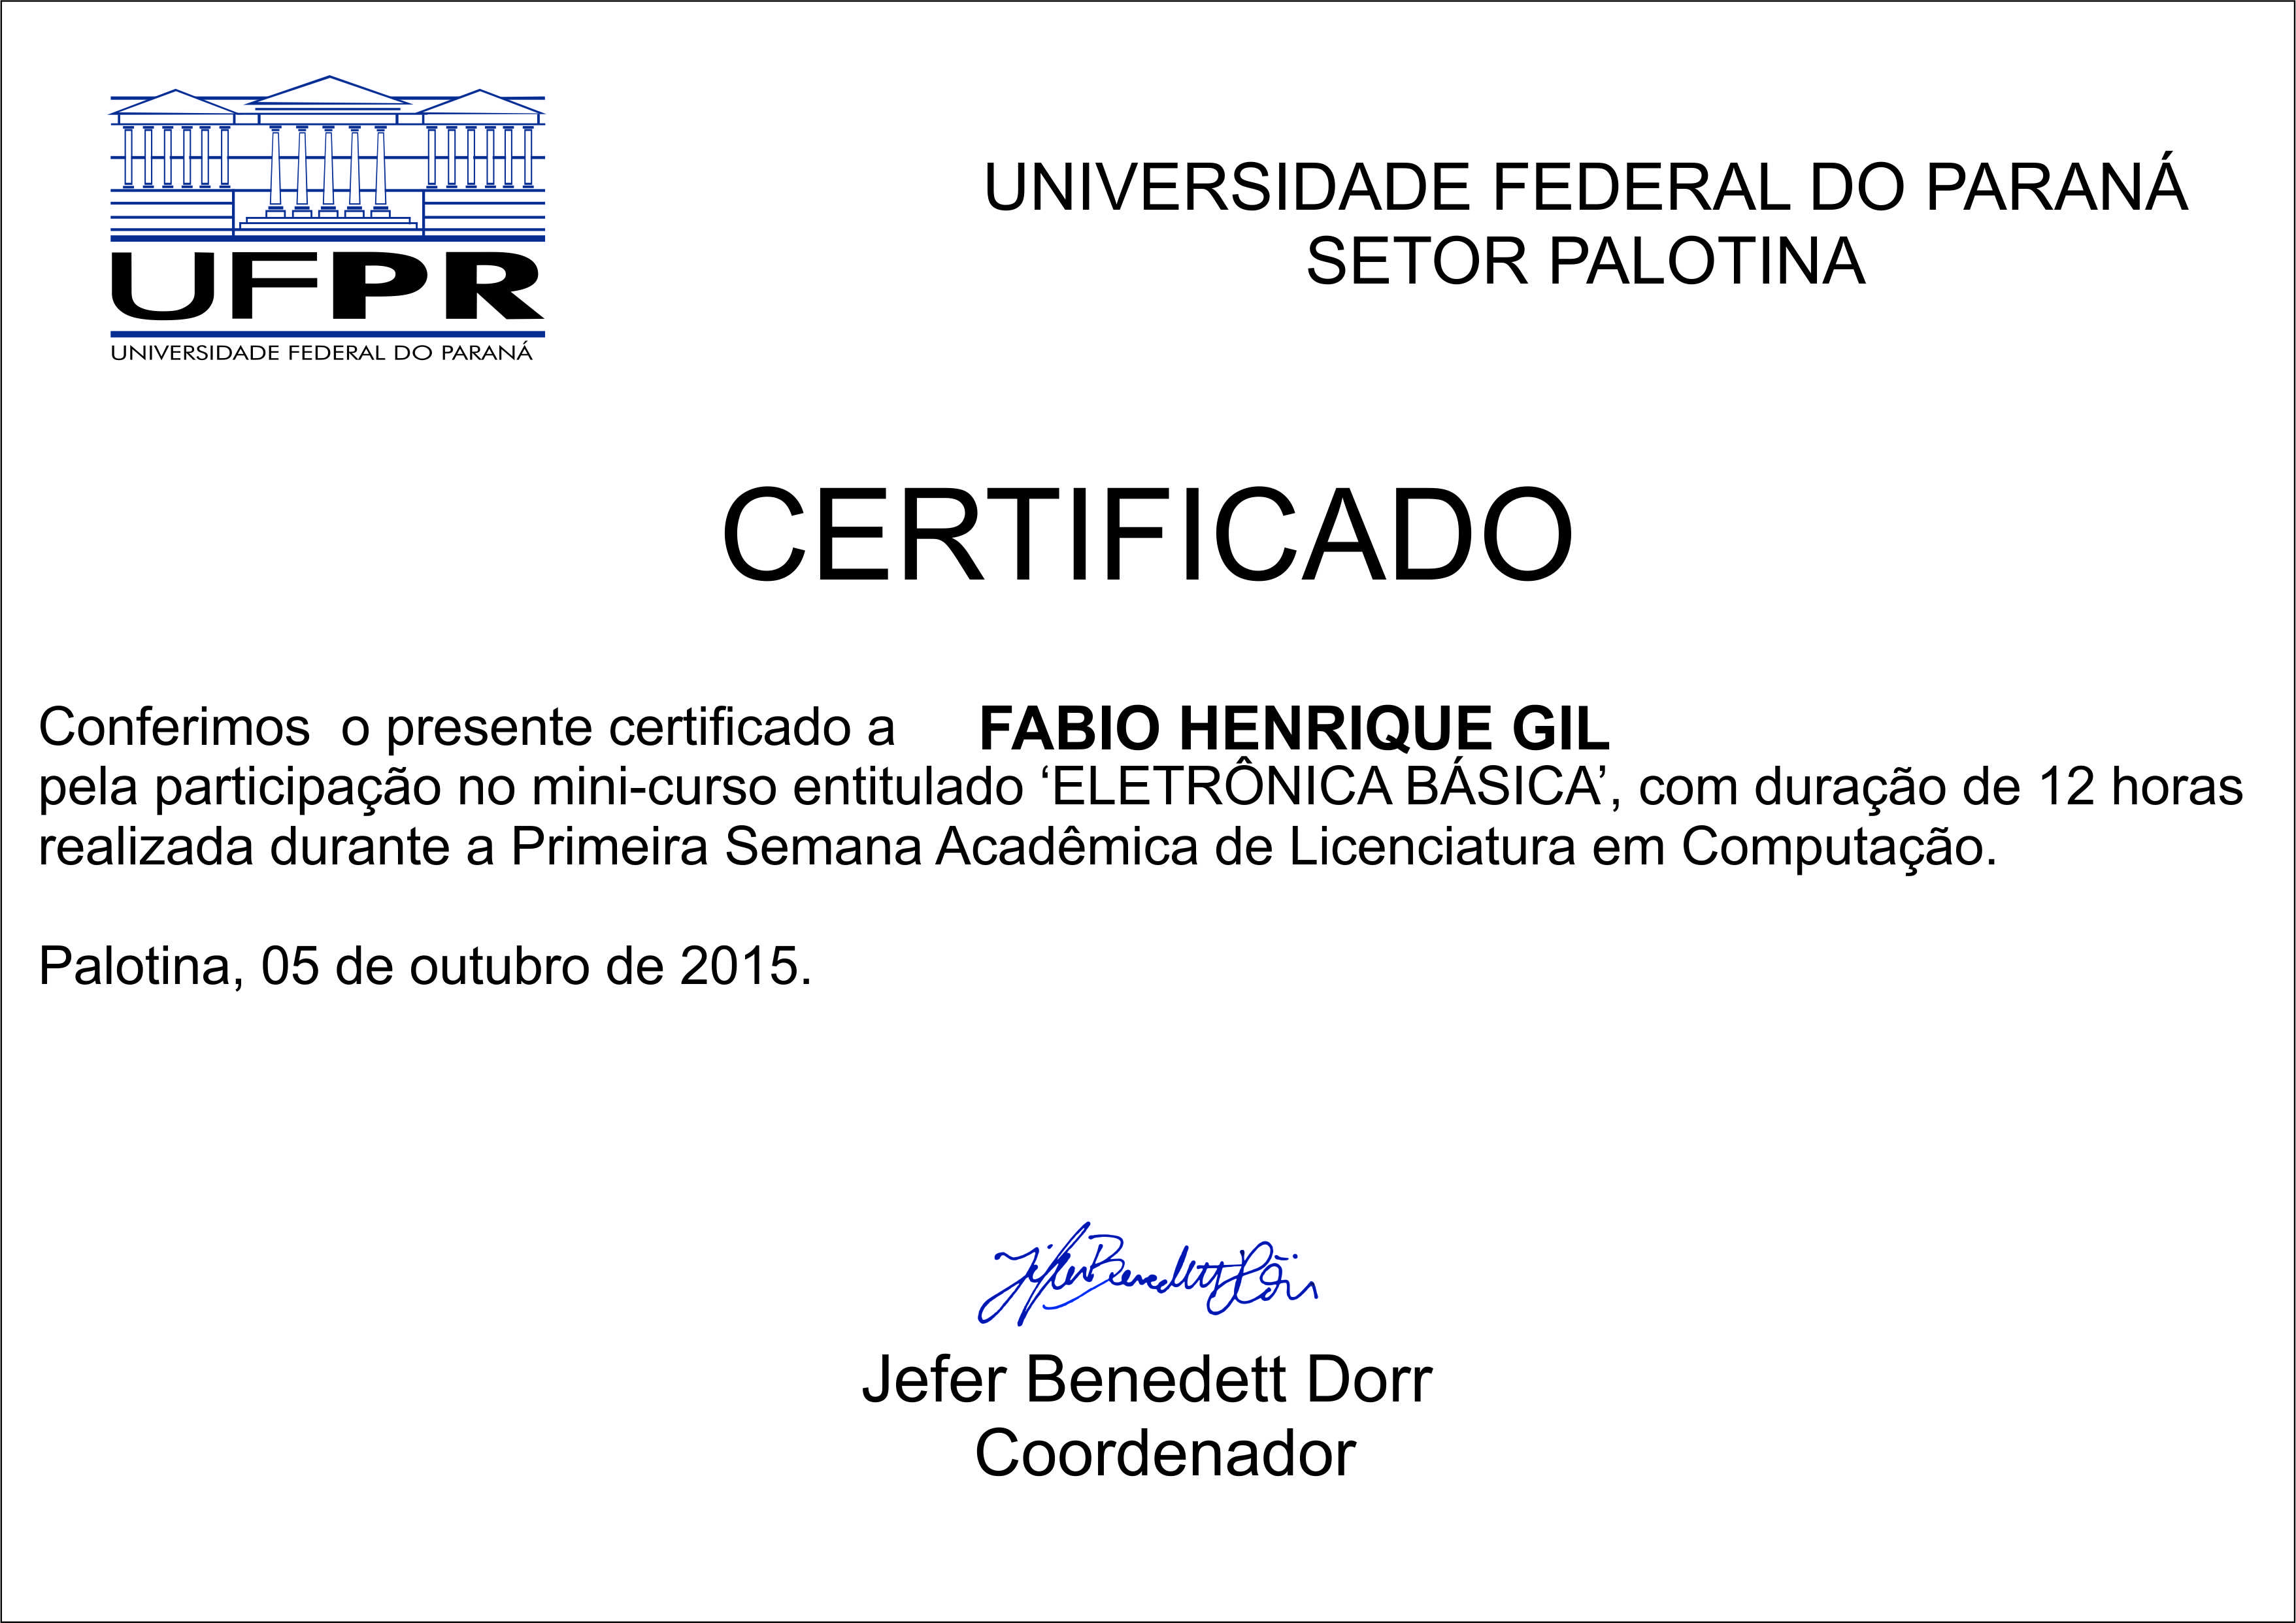 UFPR
UNIVERSIDADE FEDERAL DO PARANÁ
UNIVERSIDADE FEDERAL DO PARANÁ
SETOR PALOTINA
CERTIFICADO
Conferimos o presente certificado a FABIO HENRIQUE GIL
pela participação no mini-curso entitulado ‘ELETRÔNICA BÁSICA’, com duração de 12 horas
realizada durante a Primeira Semana Acadêmica de Licenciatura em Computação.
Palotina, 05 de outubro de 2015.
Jefer Benedett Dörr
Jefer Benedett Dorr
Coordenador